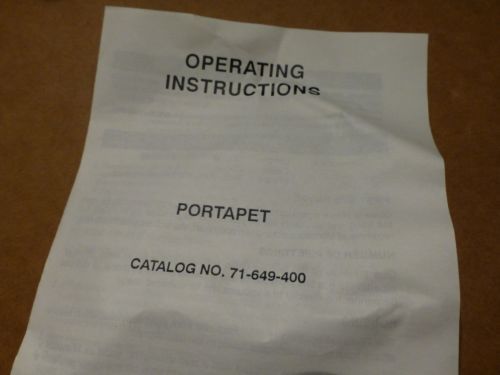 OPERATING
INSTRUCTIONS
PORTAPET
CATALOG NO. 71-649-400